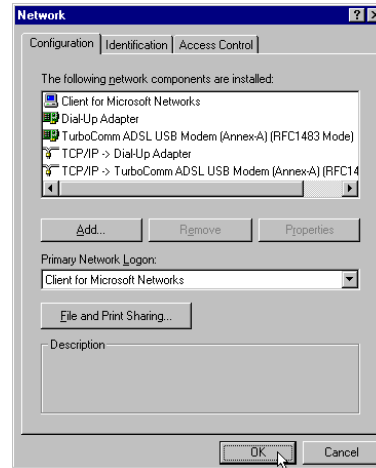 Network
Configuration Identification Access Control
The following network components are installed:
Client for Microsoft Networks
Dial-Up Adapter
TurboComm ADSL USB Modem (Annex-A) (RFC1483 Mode)
TCP/IP -> Dial-Up Adapter
TCP/IP -> TurboComm ADSL USB Modem (Annex-A) (RFC14
Add... Remove Properties
Primary Network Logon:
Client for Microsoft Networks
File and Print Sharing...
Description
OK Cancel